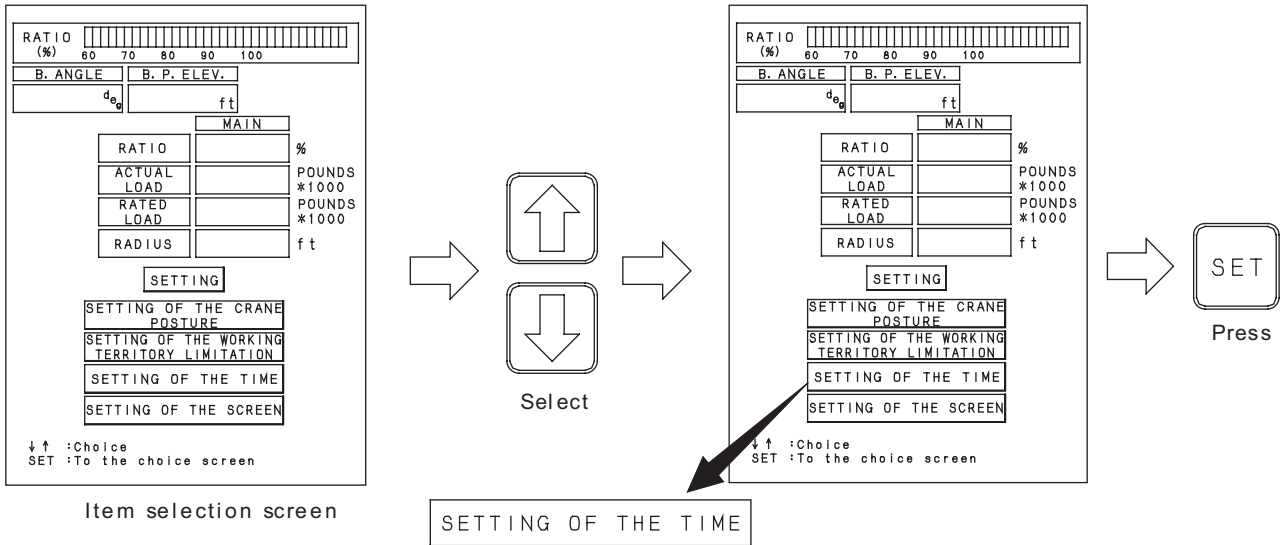 RATIO
(%)
60 70 80 90 100
B. ANGLE B. P. ELEV.
deg ft
MAIN
RATIO %
ACTUAL
LOAD
POUNDS
*1000
RATED
LOAD
POUNDS
*1000
RADIUS ft
SETTING
SETTING OF THE CRANE
POSTURE
SETTING OF THE WORKING
TERRITORY LIMITATION
SETTING OF THE TIME
SETTING OF THE SCREEN
↓ ↑ :Choice
SET :To the choice screen
Item selection screen
Select
RATIO
(%)
60 70 80 90 100
B. ANGLE B. P. ELEV.
deg ft
MAIN
RATIO %
ACTUAL
LOAD
POUNDS
*1000
RATED
LOAD
POUNDS
*1000
RADIUS ft
SETTING
SETTING OF THE CRANE
POSTURE
SETTING OF THE WORKING
TERRITORY LIMITATION
SETTING OF THE TIME
SETTING OF THE SCREEN
↓ ↑ :Choice
SET :To the choice screen
SETTING OF THE TIME
SET
Press